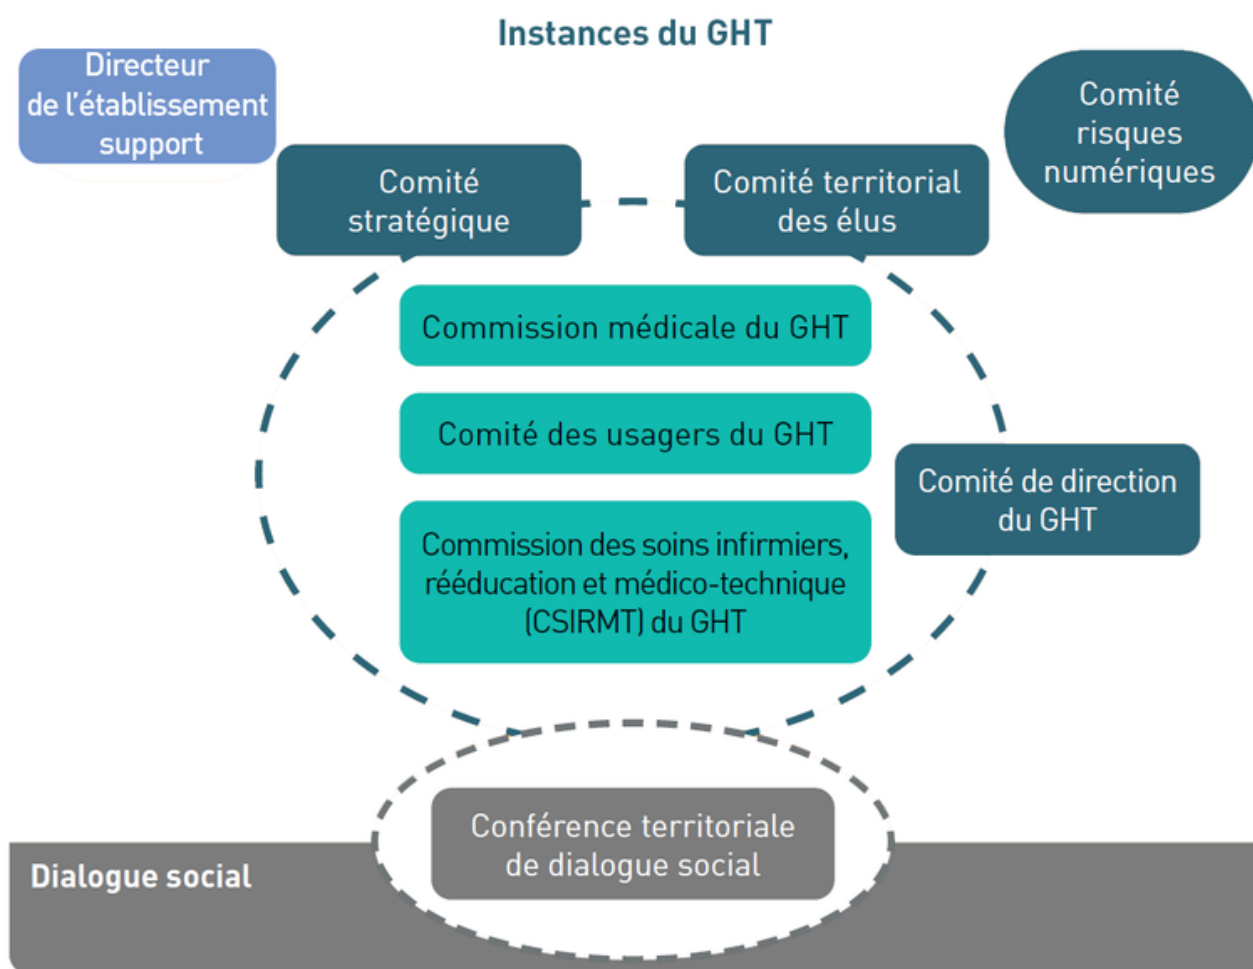 Instances du GHT
Directeur
de l'établissement
support
Comité
risques
numériques
Comité
stratégique
Comité territorial
des élus
Commission médicale du GHT
Comité des usagers du GHT
Comité de direction
du GHT
Commission des soins infirmiers,
rééducation et médico-technique
(CSIRMT) du GHT
Conférence territoriale
de dialogue social
Dialogue social